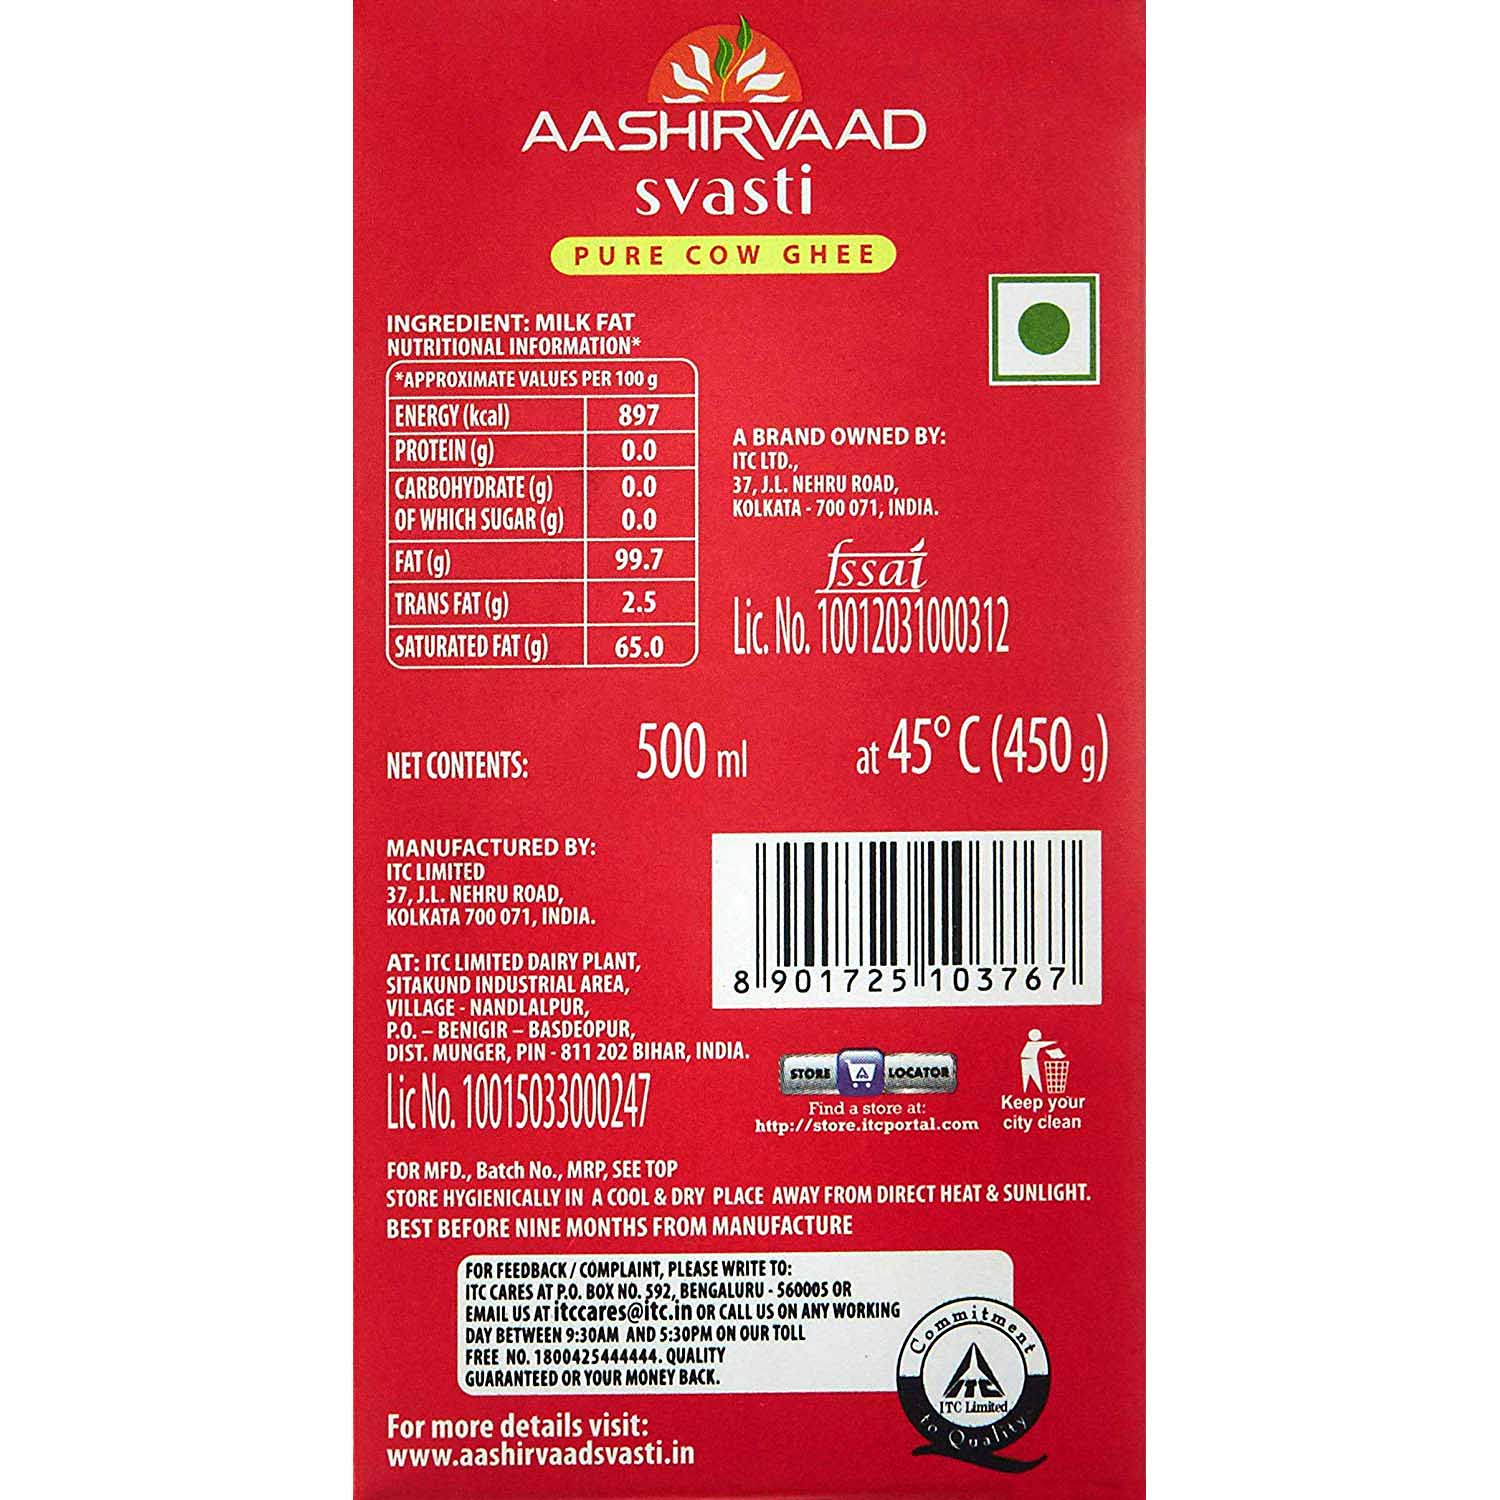 AASHIRVAAD
svasti
PURE COW GHEE
INGREDIENT: MILK FAT
NUTRITIONAL INFORMATION*
*APPROXIMATE VALUES PER 100 g
ENERGY (kcal) 897
PROTEIN (g) 0.0
CARBOHYDRATE (g) 0.0
OF WHICH SUGAR (g) 0.0
FAT (g) 99.7
TRANS FAT (g) 2.5
SATURATED FAT (g) 65.0
A BRAND OWNED BY:
ITC LTD.,
37, J.L. NEHRU ROAD,
KOLKATA - 700 071, INDIA.
fssai
Lic. No. 10012031000312
NET CONTENTS: 500 ml at 45° C (450 g)
MANUFACTURED BY:
ITC LIMITED
37, J.L. NEHRU ROAD,
KOLKATA 700 071, INDIA.
AT: ITC LIMITED DAIRY PLANT,
SITAKUND INDUSTRIAL AREA,
VILLAGE - NANDLALPUR,
P.O. – BENIGIR – BASDEOPUR,
DIST. MUNGER, PIN - 811 202 BIHAR, INDIA.
Lic No. 10015033000247
8 901725 103767
STORE LOCATOR
Find a store at:
http://store.itcportal.com
Keep your
city clean
FOR MFD., Batch No., MRP, SEE TOP
STORE HYGIENICALLY IN A COOL & DRY PLACE AWAY FROM DIRECT HEAT & SUNLIGHT.
BEST BEFORE NINE MONTHS FROM MANUFACTURE
FOR FEEDBACK / COMPLAINT, PLEASE WRITE TO:
ITC CARES AT P.O. BOX NO. 592, BENGALURU - 560005 OR
EMAIL US AT itccares@itc.in OR CALL US ON ANY WORKING
DAY BETWEEN 9:30AM AND 5:30PM ON OUR TOLL
FREE NO. 1800425444444. QUALITY
GUARANTEED OR YOUR MONEY BACK.
Commitment
ITC
ITC Limited
to Quality
For more details visit:
www.aashirvaadsvasti.in